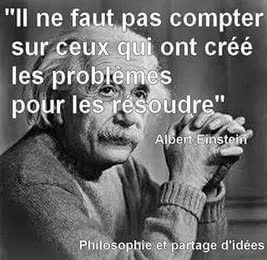 "Il ne faut pas compter
sur ceux qui ont créé
les problèmes
pour les résoudre"
Albert Einstein
Philosophie et partage d'idées